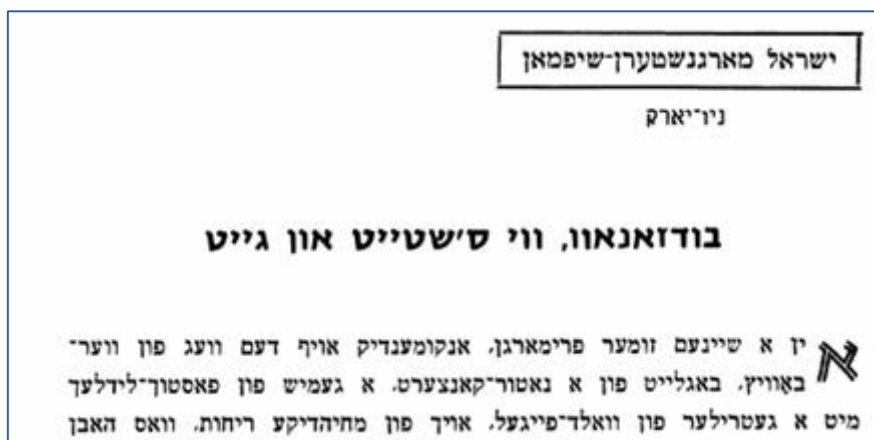 ישראל מארגנשטערן־שיפמאן
ניו־יארק
בודזאנאוו, ווי ס'שטייט און גייט
אין א שיינעם זומער פרימארגן, אנקומענדיק אויף דעם וועג פון ווער־
באָוויץ, באגלייט פון א נאטור־קאנצערט, א געמיש פון פאסטוך־לידלעך
מיט א געטרילער פון וואלד־פייגעל, אויך פון מחיהדיקע ריחות, וואס האבן